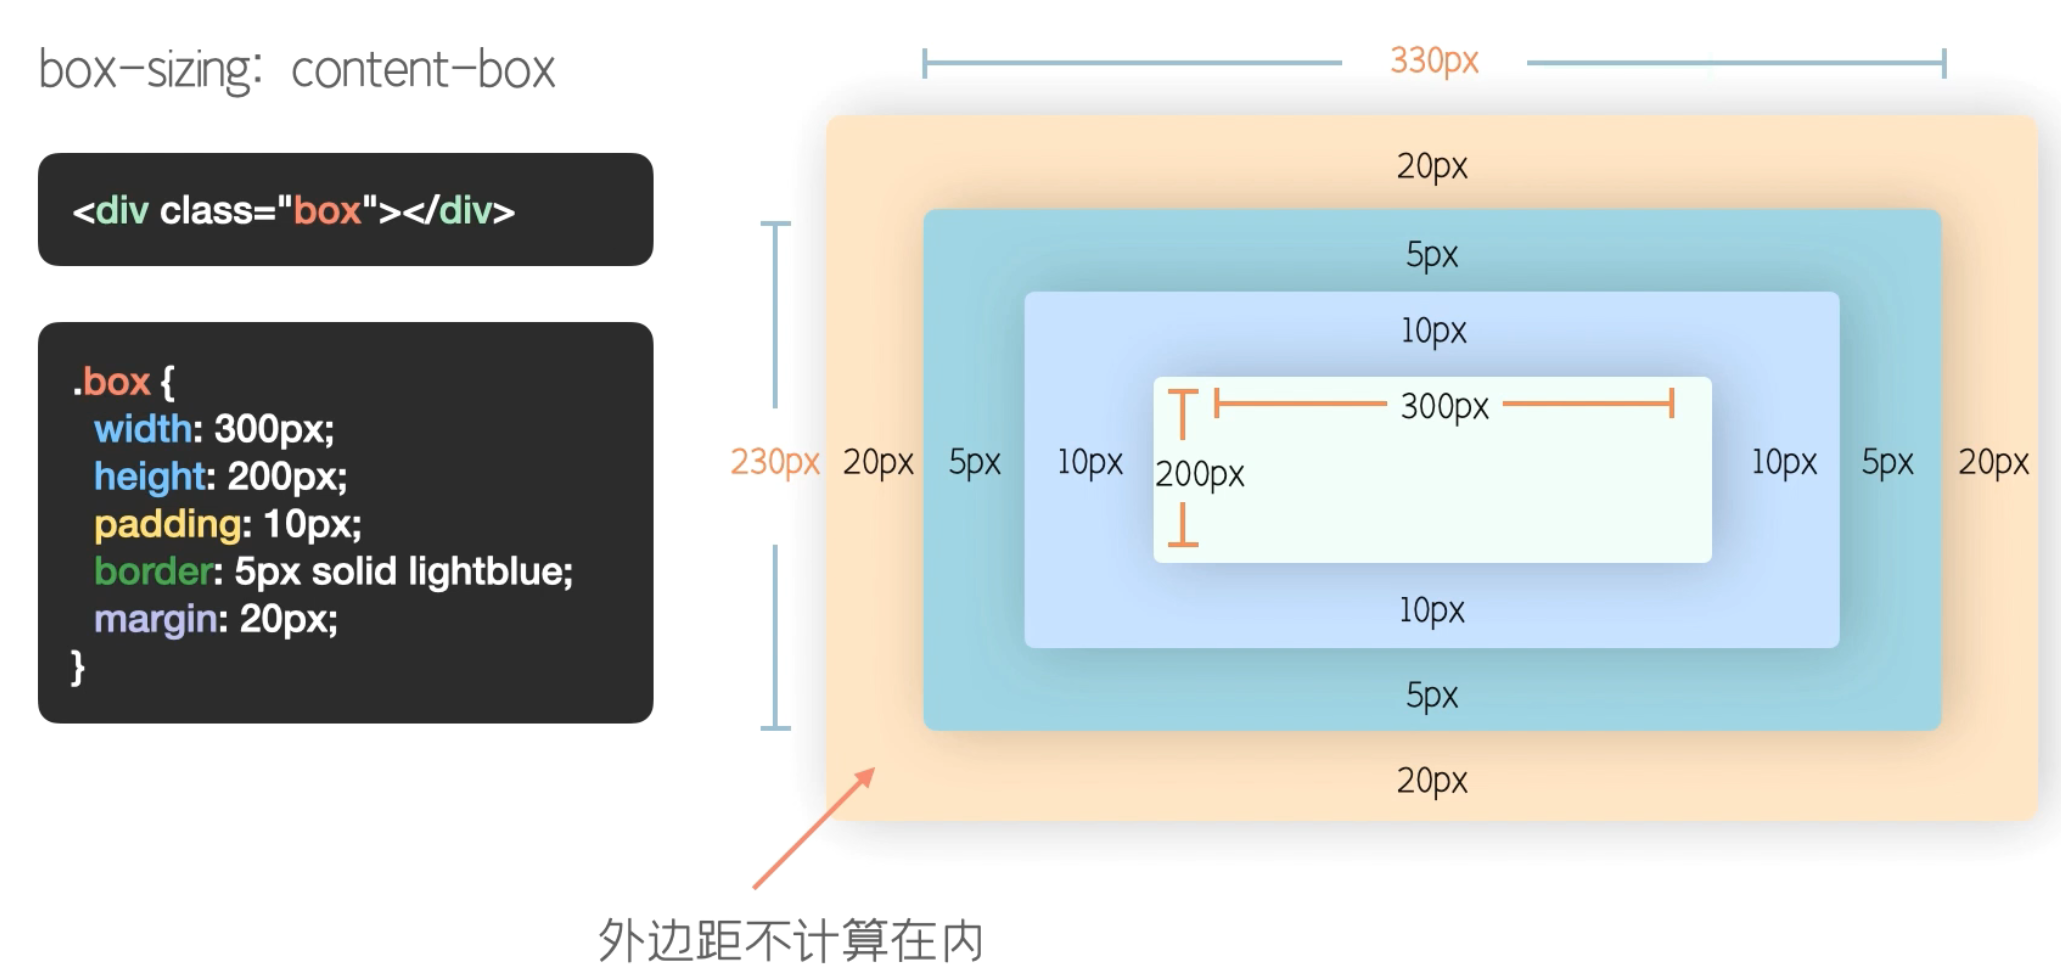 box-sizing: content-box
<div class="box"></div>
.box {
width: 300px;
height: 200px;
padding: 10px;
border: 5px solid lightblue;
margin: 20px;
}
330px
20px
5px
10px
300px
230px
20px
5px
10px
200px
10px
5px
20px
10px
5px
20px
外边距不计算在内